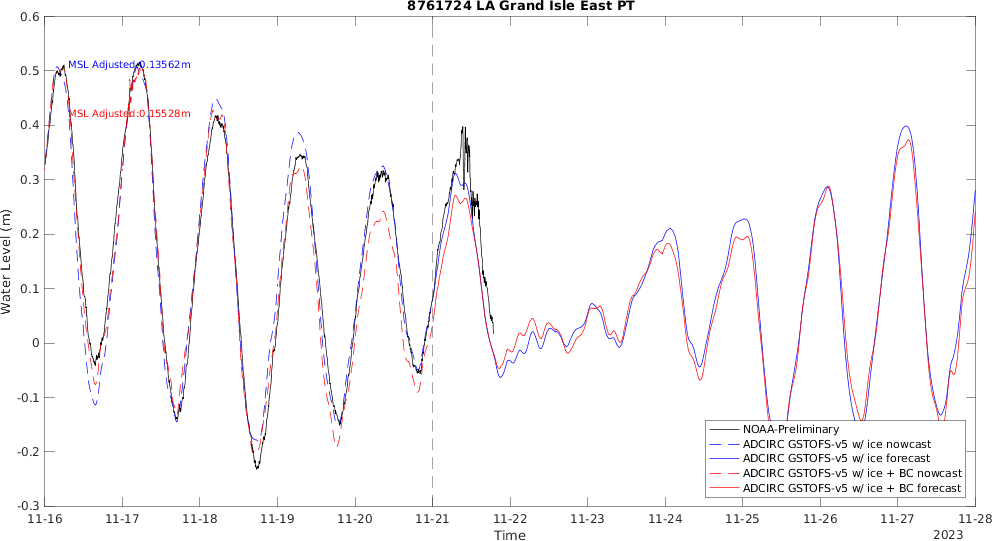 8761724 LA Grand Isle East PT
0.6
0.5
0.4
0.3
0.2
0.1
0
-0.1
-0.2
-0.3
Water Level (m)
MSL Adjusted:0.13562m
MSL Adjusted:0.15528m
NOAA-Preliminary
ADCIRC GSTOFS-v5 w/ ice nowcast
ADCIRC GSTOFS-v5 w/ ice forecast
ADCIRC GSTOFS-v5 w/ ice + BC nowcast
ADCIRC GSTOFS-v5 w/ ice + BC forecast
11-16 11-17 11-18 11-19 11-20 11-21 11-22 11-23 11-24 11-25 11-26 11-27 11-28
Time
2023